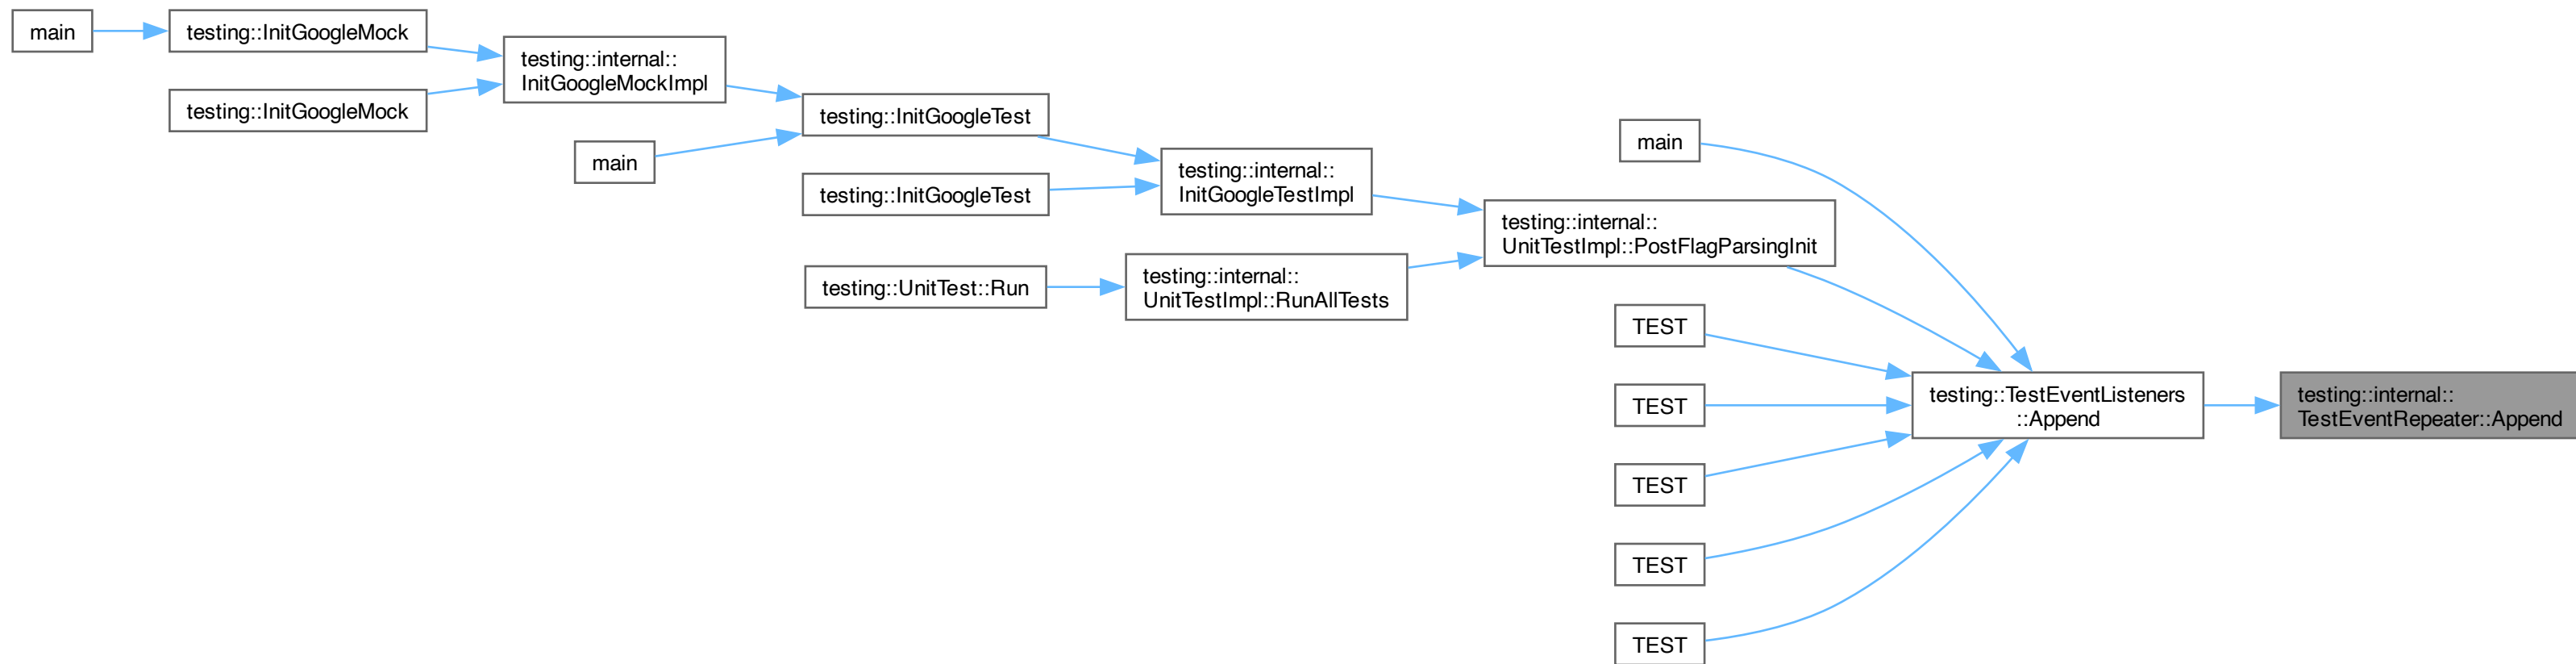 main
testing::InitGoogleMock
testing::InitGoogleMock
testing::internal::
InitGoogleMockImpl
main
testing::InitGoogleTest
testing::InitGoogleTest
testing::UnitTest::Run
testing::internal::
InitGoogleTestImpl
testing::internal::
UnitTestImpl::RunAllTests
main
testing::internal::
UnitTestImpl::PostFlagParsingInit
TEST
TEST
TEST
TEST
TEST
testing::TestEventListeners
::Append
testing::internal::
TestEventRepeater::Append